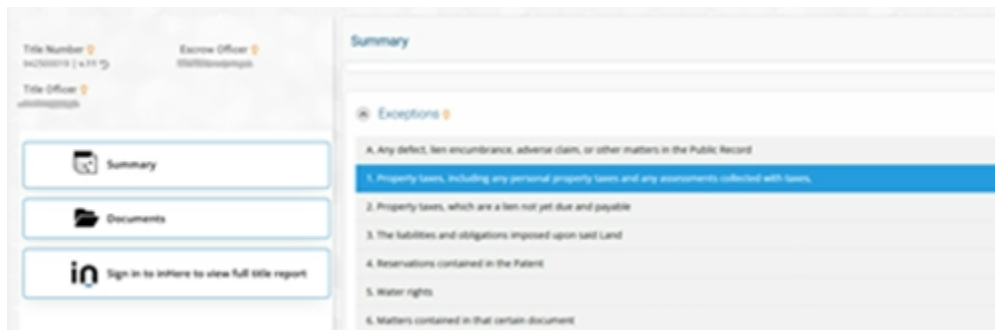 Title Number
Escrow Officer
Title Officer
Summary
Documents
Sign in to inHere to view full title report
Summary
Exceptions
A. Any defect, lien encumbrance, adverse claim, or other matters in the Public Record
1. Property taxes, including any personal property taxes and any assessments collected with taxes,
2. Property taxes, which are a lien not yet due and payable
3. The liabilities and obligations imposed upon said Land
4. Reservations contained in the Patent
5. Water rights
6. Matters contained in that certain document